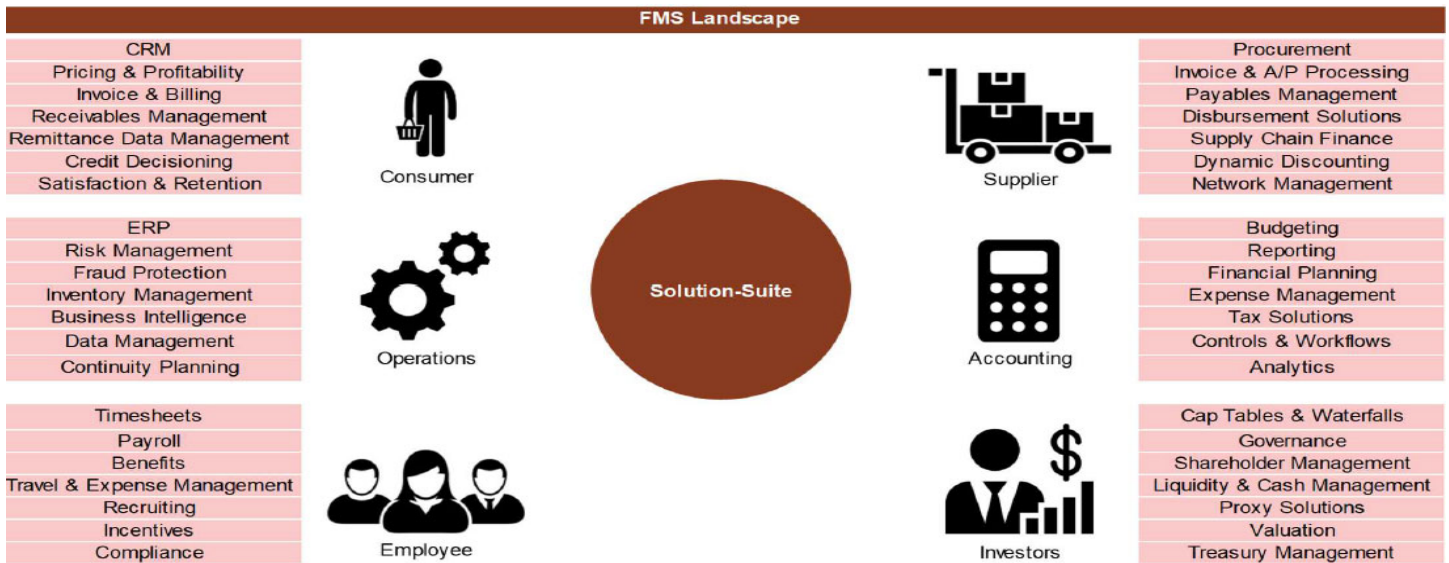 FMS Landscape
CRM
Pricing & Profitability
Invoice & Billing
Receivables Management
Remittance Data Management
Credit Decisioning
Satisfaction & Retention
Consumer
Supplier
Procurement
Invoice & A/P Processing
Payables Management
Disbursement Solutions
Supply Chain Finance
Dynamic Discounting
Network Management
ERP
Risk Management
Fraud Protection
Inventory Management
Business Intelligence
Data Management
Continuity Planning
Operations
Solution-Suite
Accounting
Budgeting
Reporting
Financial Planning
Expense Management
Tax Solutions
Controls & Workflows
Analytics
Timesheets
Payroll
Benefits
Travel & Expense Management
Recruiting
Incentives
Compliance
Employee
$
Investors
Cap Tables & Waterfalls
Governance
Shareholder Management
Liquidity & Cash Management
Proxy Solutions
Valuation
Treasury Management